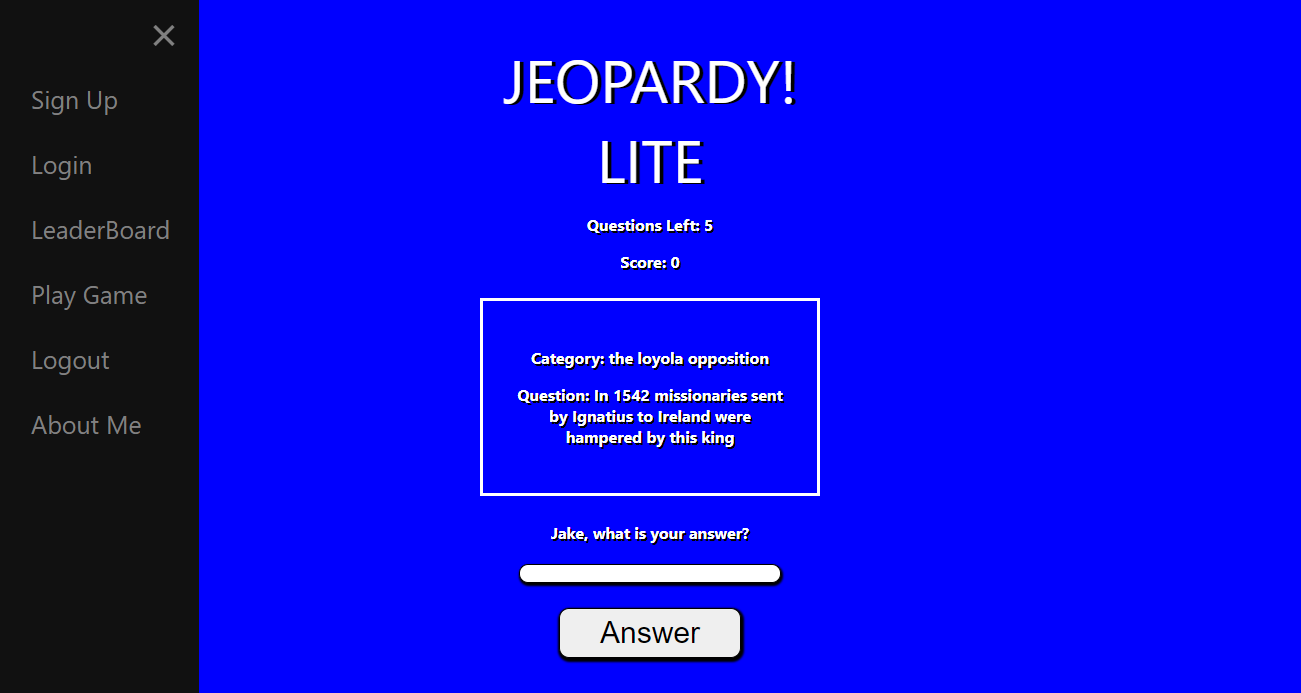 ×
Sign Up
Login
LeaderBoard
Play Game
Logout
About Me
JEOPARDY!
LITE
Questions Left: 5
Score: 0
Category: the loyola opposition
Question: In 1542 missionaries sent
by Ignatius to Ireland were
hampered by this king
Jake, what is your answer?
Answer